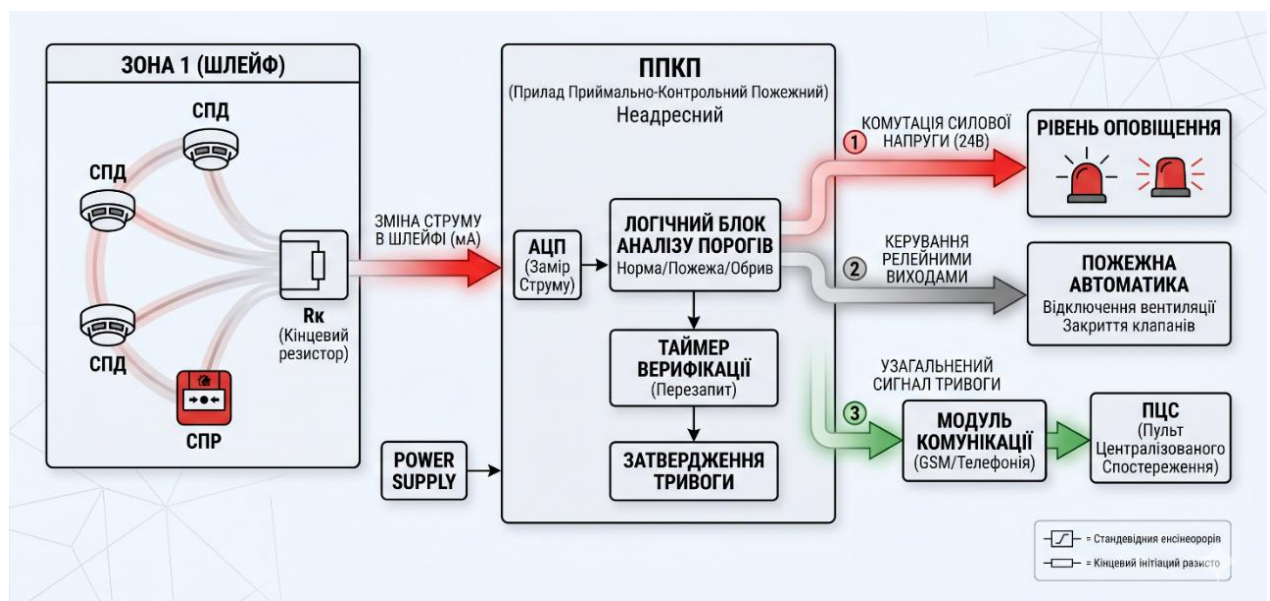 ЗОНА 1 (ШЛЕЙФ)
СПД
СПД
СПД
СПР
Rк
(Кінцевий
резистор)
ЗМІНА СТРУМУ
В ШЛЕЙФІ (мА)
POWER
SUPPLY
ППКП
(Прилад Приймально-Контрольний Пожежний)
Неадресний
АЦП
(Замір
Струму)
ЛОГІЧНИЙ БЛОК
АНАЛІЗУ ПОРОГІВ
Норма/Пожежа/Обрив
ТАЙМЕР
ВЕРИФІКАЦІЇ
(Перезапит)
ЗАТВЕРДЖЕННЯ
ТРИВОГИ
1
КОМУТАЦІЯ СИЛОВОЇ
НАПРУГИ (24В)
РІВЕНЬ ОПОВІЩЕННЯ
2
КЕРУВАННЯ
РЕЛЕЙНИМИ
ВИХОДАМИ
ПОЖЕЖНА
АВТОМАТИКА
Відключення вентиляції
Закриття клапанів
3
УЗАГАЛЬНЕНИЙ
СИГНАЛ ТРИВОГИ
МОДУЛЬ
КОМУНІКАЦІЇ
(GSM/Телефонія)
ПЦС
(Пульт
Централізованого
Спостереження)
= Стандевідния енсінеорорів
= Кінцевий інітіаций разисто